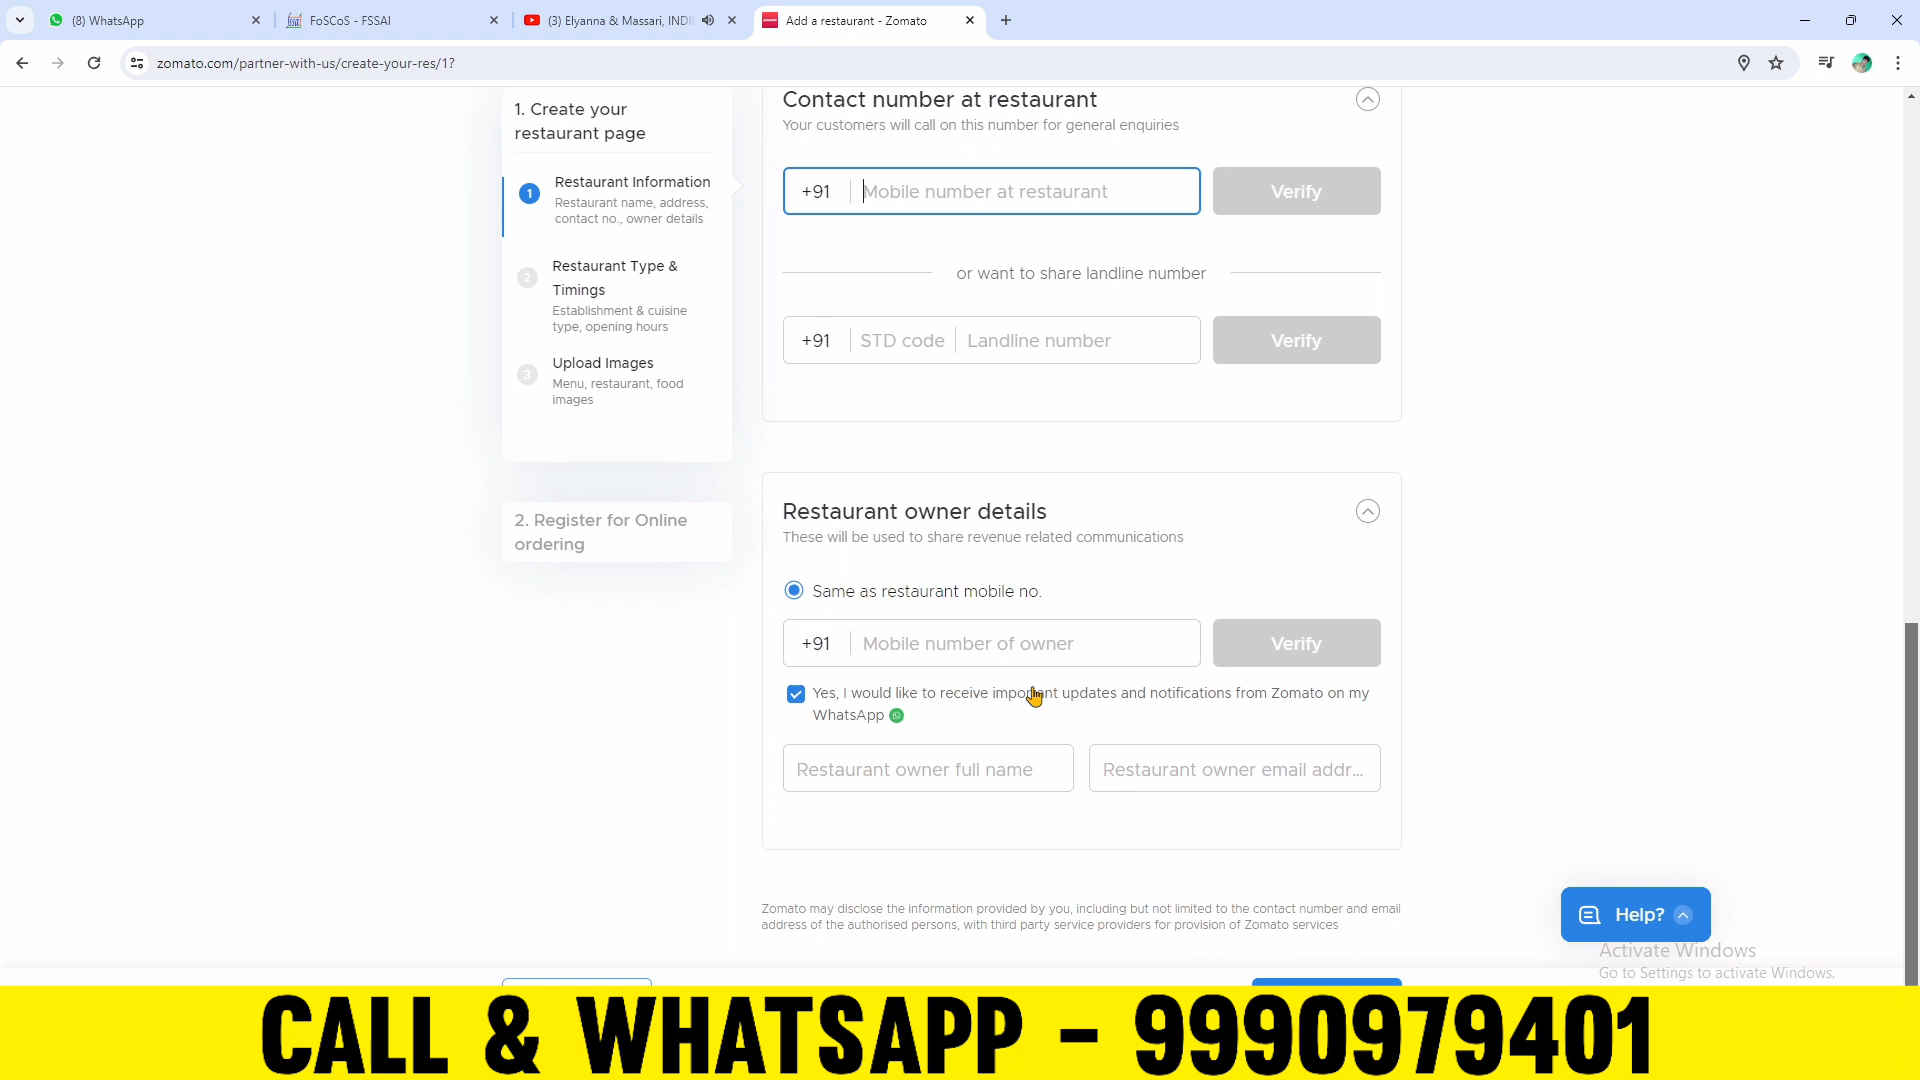 (8) WhatsApp
FoSCoS - FSSAI
(3) Elyanna & Massari, INDI
Add a restaurant - Zomato
zomato.com/partner-with-us/create-your-res/1?
1. Create your
restaurant page
1
Restaurant Information
Restaurant name, address,
contact no., owner details
2
Restaurant Type &
Timings
Establishment & cuisine
type, opening hours
3
Upload Images
Menu, restaurant, food
images
2. Register for Online
ordering
Contact number at restaurant
Your customers will call on this number for general enquiries
+91 Mobile number at restaurant Verify
or want to share landline number
+91 STD code Landline number Verify
Restaurant owner details
These will be used to share revenue related communications
Same as restaurant mobile no.
+91 Mobile number of owner Verify
Yes, I would like to receive important updates and notifications from Zomato on my
WhatsApp
Restaurant owner full name Restaurant owner email addr...
Zomato may disclose the information provided by you, including but not limited to the contact number and email
address of the authorised persons, with third party service providers for provision of Zomato services
Help?
Activate Windows
Go to Settings to activate Windows.
CALL & WHATSAPP - 9990979401